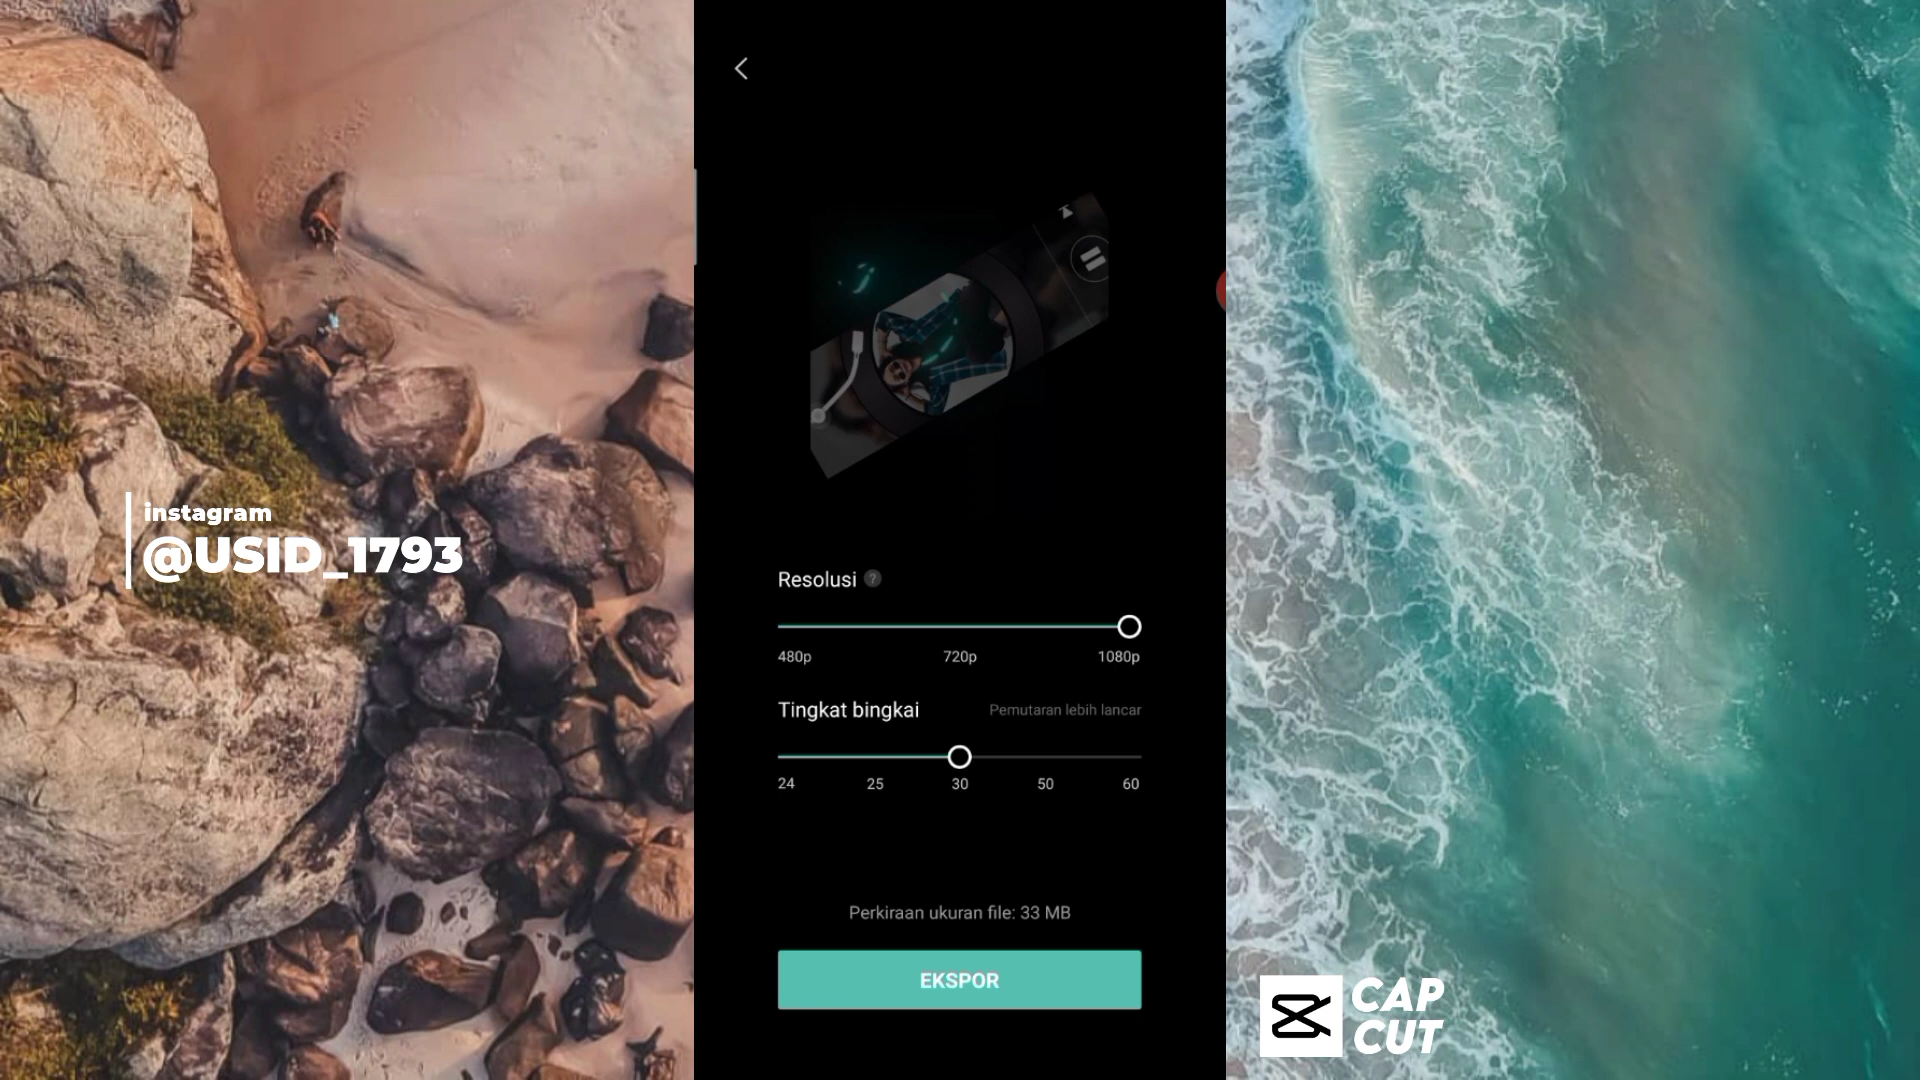 instagram
@USID_1793
Resolusi ?
480p 720p 1080p
Tingkat bingkai Pemutaran lebih lancar
24 25 30 50 60
Perkiraan ukuran file: 33 MB
EKSPOR
CAP
CUT